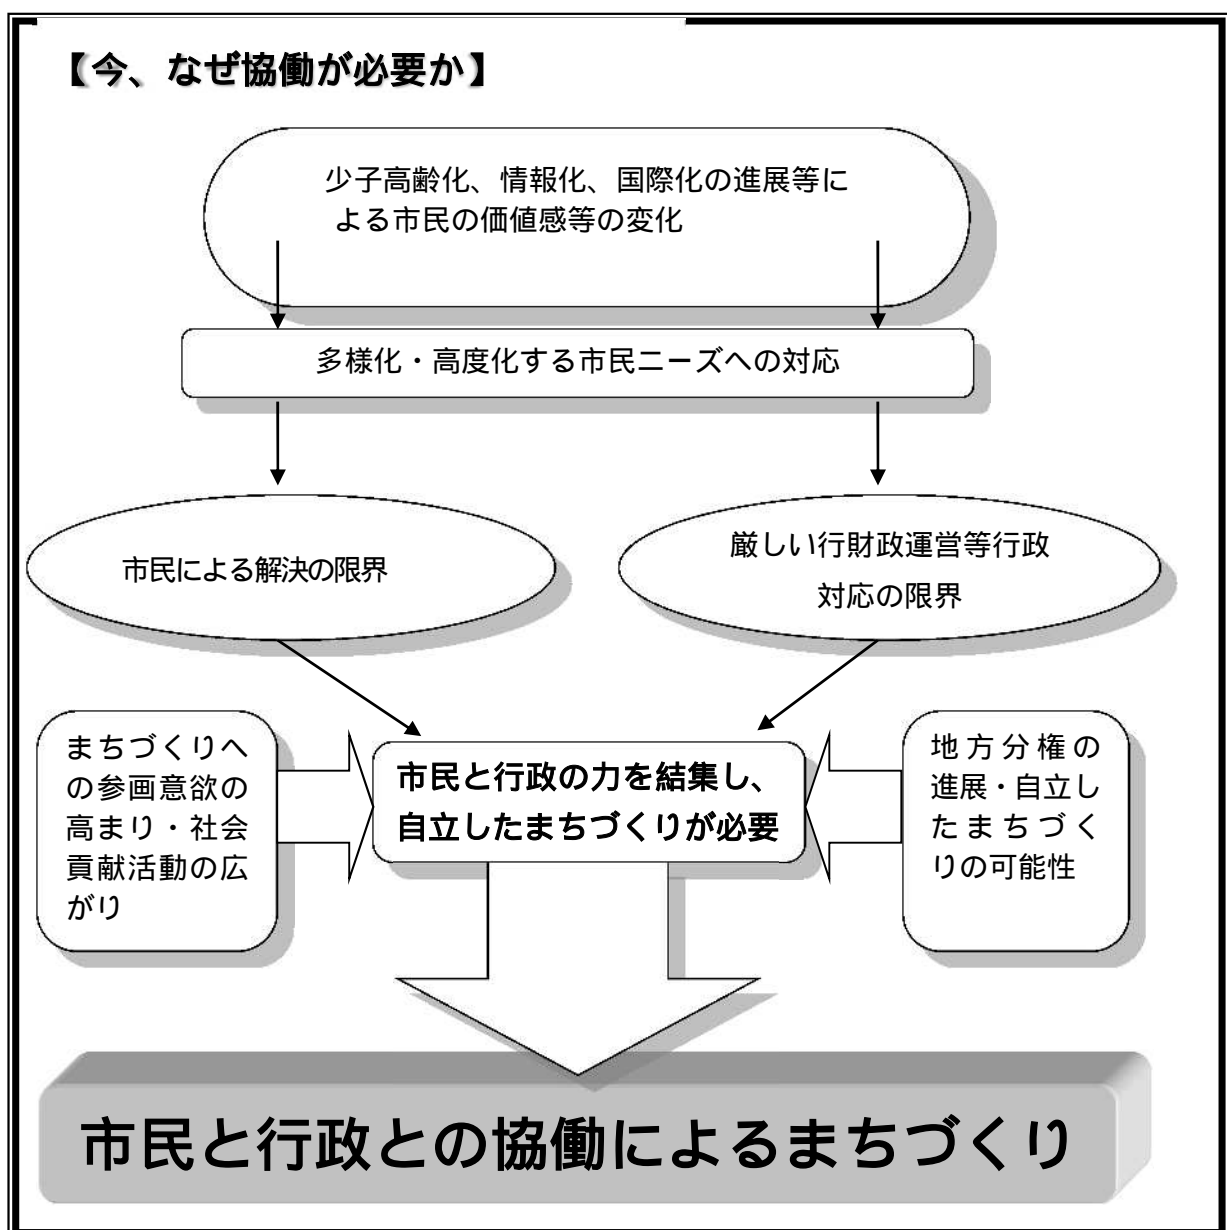 【今、なぜ協働が必要か】
少子高齢化、情報化、国際化の進展等に
よる市民の価値感等の変化
多様化・高度化する市民ニーズへの対応
市民による解決の限界
厳しい行財政運営等行政
対応の限界
まちづくりへ
の参画意欲の
高まり・社会
貢献活動の広
がり
市民と行政の力を結集し、
自立したまちづくりが必要
地方分権の
進展・自立し
たまちづく
りの可能性
市民と行政との協働によるまちづくり